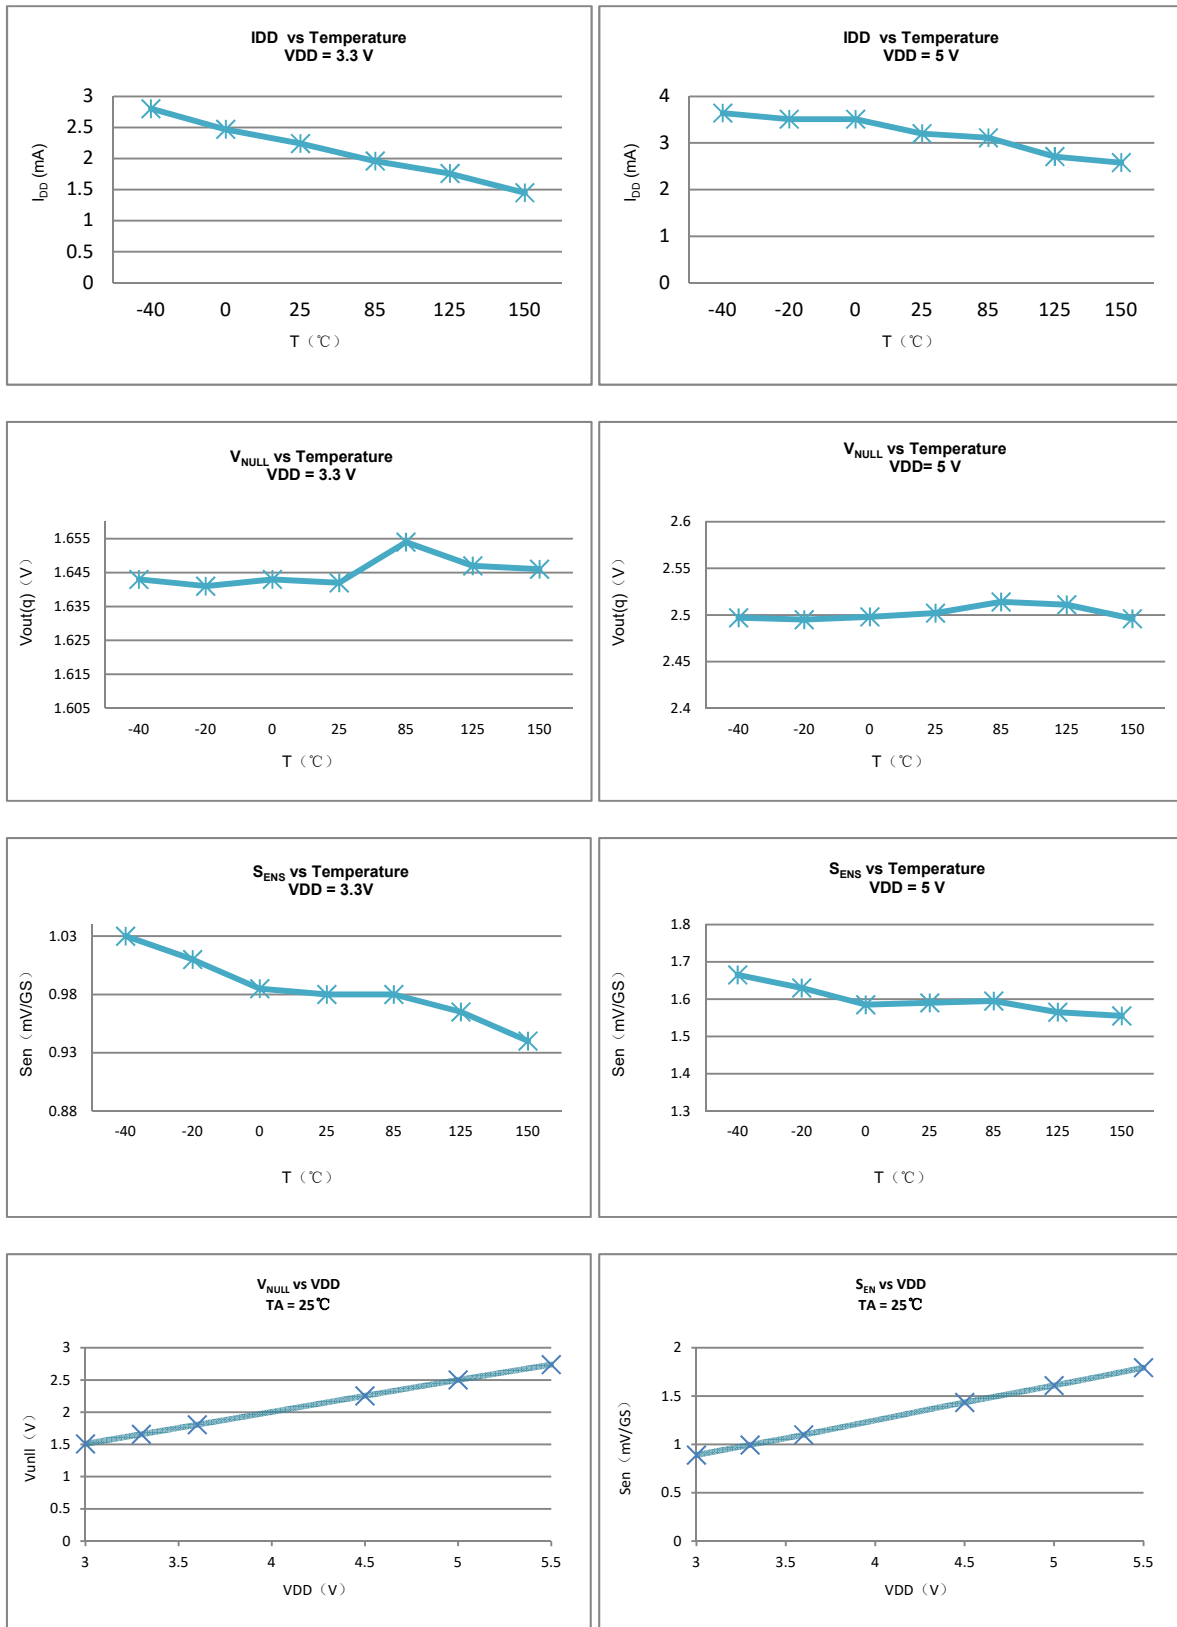 IDD vs Temperature
VDD = 3.3 V
3
2.5
2
1.5
1
0.5
0
I_DD (mA)
-40 0 25 85 125 150
T（℃）
IDD vs Temperature
VDD = 5 V
4
3
2
1
0
I_DD (mA)
-40 -20 0 25 85 125 150
T（℃）
V_NULL vs Temperature
VDD = 3.3 V
1.655
1.645
1.635
1.625
1.615
1.605
Vout(q)（V）
-40 -20 0 25 85 125 150
T（℃）
V_NULL vs Temperature
VDD= 5 V
2.6
2.55
2.5
2.45
2.4
Vout(q)（V）
-40 -20 0 25 85 125 150
T（℃）
S_ENS vs Temperature
VDD = 3.3V
1.03
0.98
0.93
0.88
Sen（mV/GS）
-40 -20 0 25 85 125 150
T（℃）
S_ENS vs Temperature
VDD = 5 V
1.8
1.7
1.6
1.5
1.4
1.3
Sen（mV/GS）
-40 -20 0 25 85 125 150
T（℃）
V_NULL vs VDD
TA = 25℃
3
2.5
2
1.5
1
0.5
0
Vunll（V）
3 3.5 4 4.5 5 5.5
VDD（V）
S_EN vs VDD
TA = 25℃
2
1.5
1
0.5
0
Sen（mV/GS）
3 3.5 4 4.5 5 5.5
VDD（V）